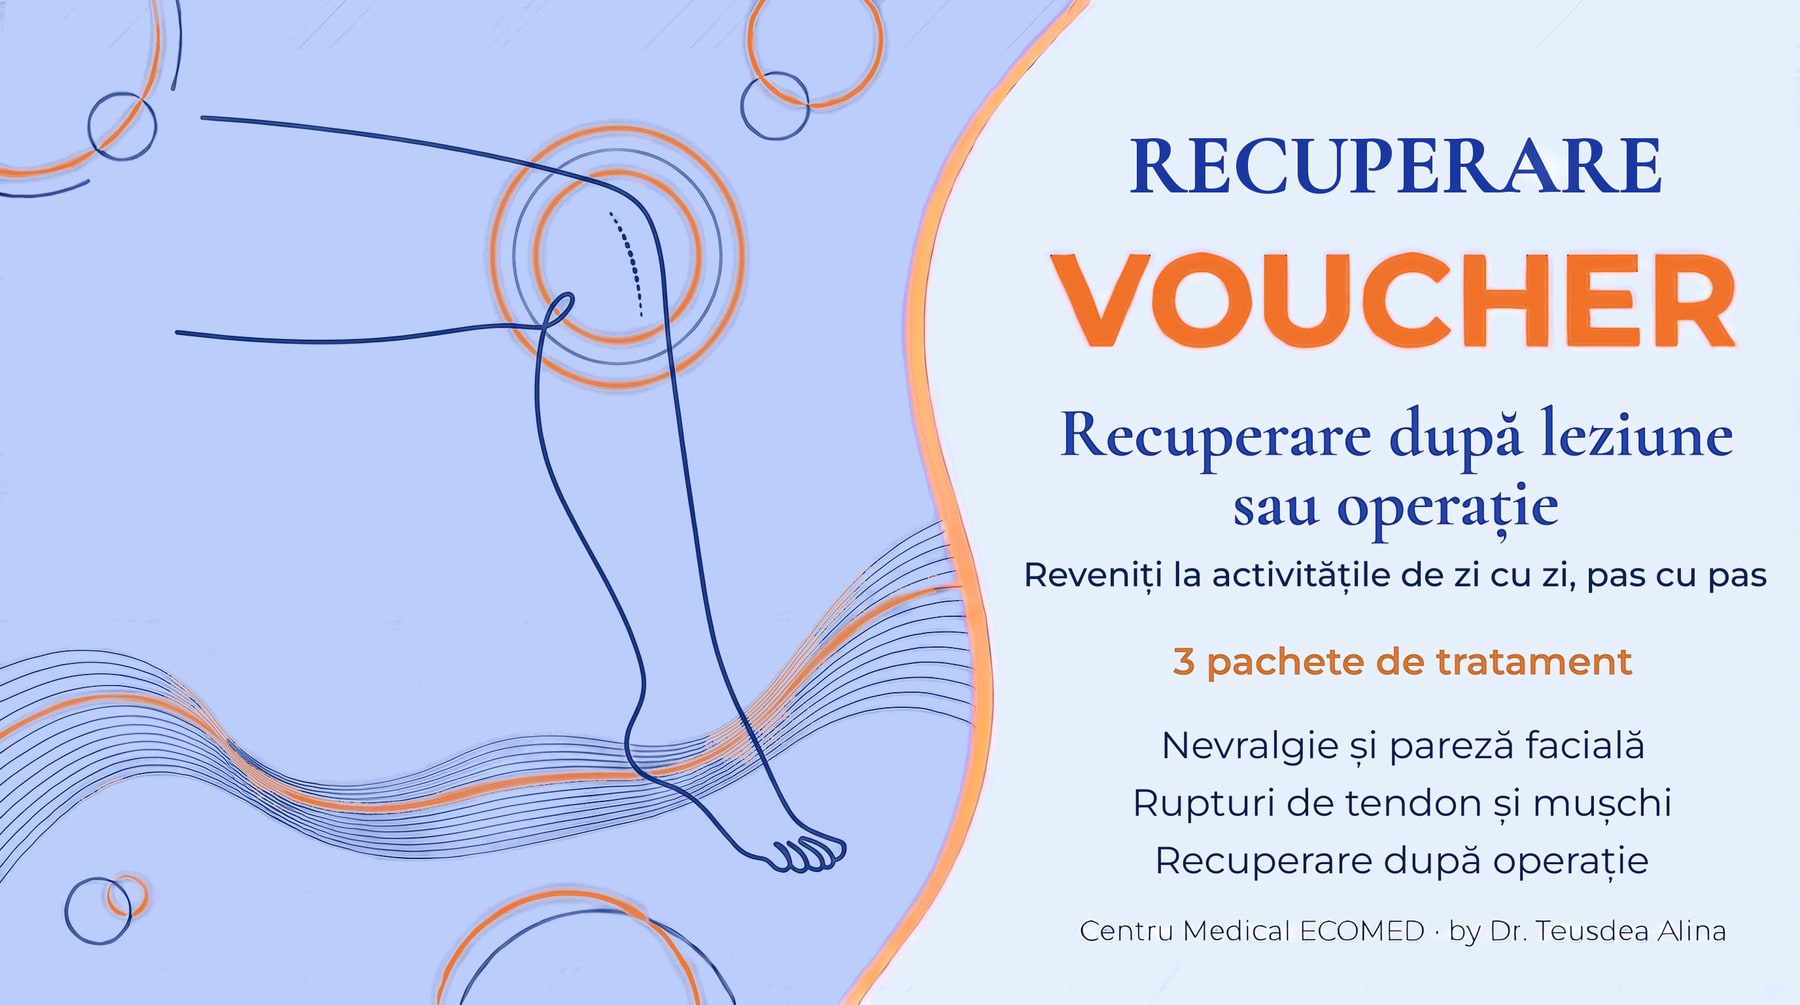 RECUPERARE
VOUCHER
Recuperare după leziune
sau operație
Reveniți la activitățile de zi cu zi, pas cu pas
3 pachete de tratament
Nevralgie și pareză facială
Rupturi de tendon și mușchi
Recuperare după operație
Centru Medical ECOMED · by Dr. Teusdea Alina